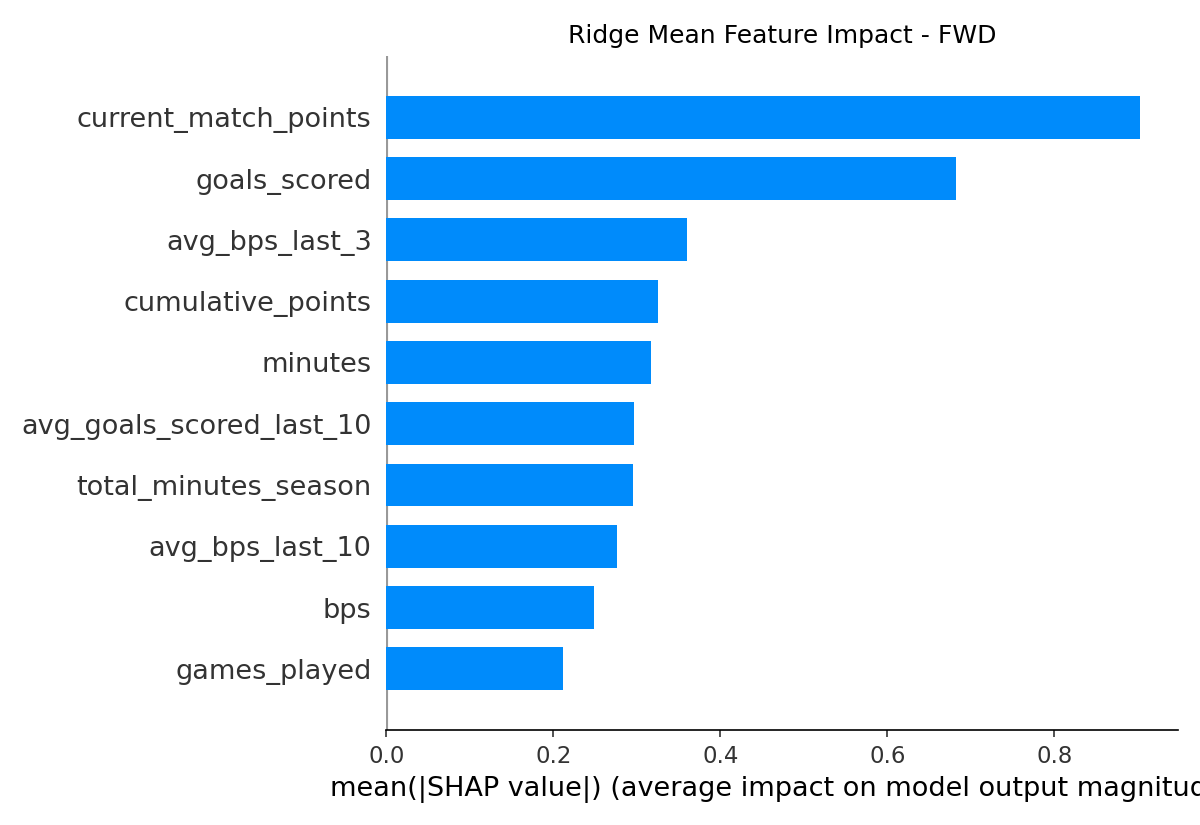 Ridge Mean Feature Impact - FWD
current_match_points
goals_scored
avg_bps_last_3
cumulative_points
minutes
avg_goals_scored_last_10
total_minutes_season
avg_bps_last_10
bps
games_played
0.0 0.2 0.4 0.6 0.8
mean(|SHAP value|) (average impact on model output magnitud